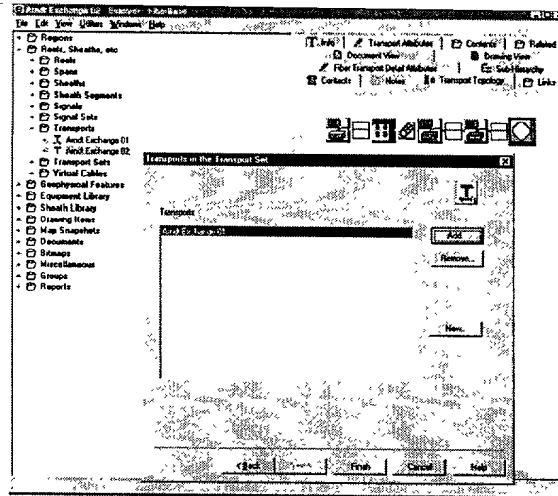 Arndt Exchange 02 - Explorer - FiberBase
File Edit View Utilities Windows Help
Regions
Reels, Sheaths, etc
Reels
Spans
Sheaths
Sheath Segments
Signals
Signal Sets
Transports
Arndt Exchange 01
Arndt Exchange 02
Transport Sets
Virtual Cables
Geophysical Features
Equipment Library
Sheath Library
Drawing Items
Map Snapshots
Documents
Bitmaps
Miscellaneous
Groups
Reports
Info Transport Attributes Contents Related
Document View Drawing View
Fiber Transport Detail Attributes Sub-Hierarchy
Contacts Notes Transport Topology Links
Transports in the Transport Set
Transports
Arndt Exchange 01
Add
Remove...
New...
< Back Finish Cancel Help